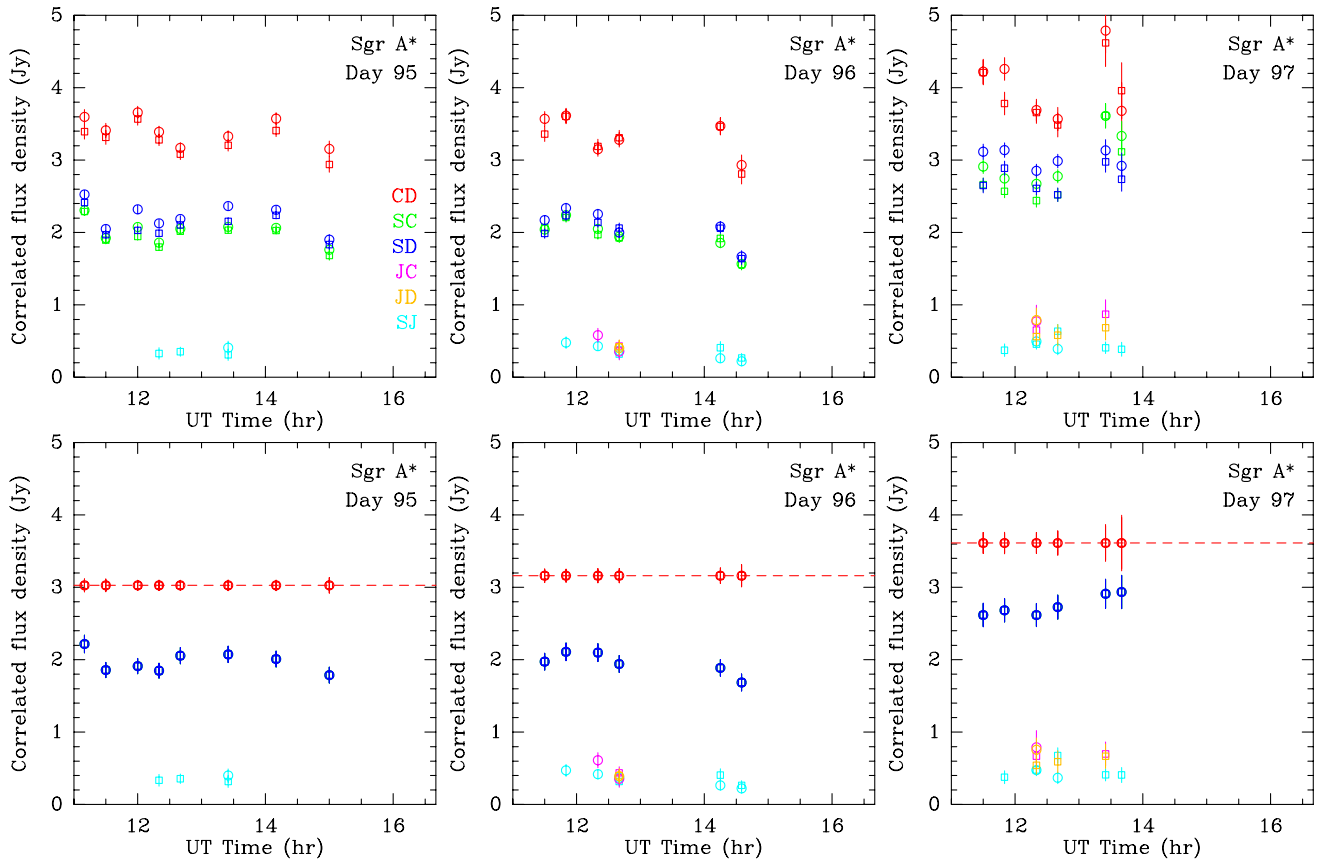 Sgr A*
Day 95
CD
SC
SD
JC
JD
SJ
Correlated flux density (Jy)
0
1
2
3
4
5
12
14
16
UT Time (hr)
Sgr A*
Day 96
Correlated flux density (Jy)
0
1
2
3
4
5
12
14
16
UT Time (hr)
Sgr A*
Day 97
Correlated flux density (Jy)
0
1
2
3
4
5
12
14
16
UT Time (hr)
Sgr A*
Day 95
Correlated flux density (Jy)
0
1
2
3
4
5
12
14
16
UT Time (hr)
Sgr A*
Day 96
Correlated flux density (Jy)
0
1
2
3
4
5
12
14
16
UT Time (hr)
Sgr A*
Day 97
Correlated flux density (Jy)
0
1
2
3
4
5
12
14
16
UT Time (hr)